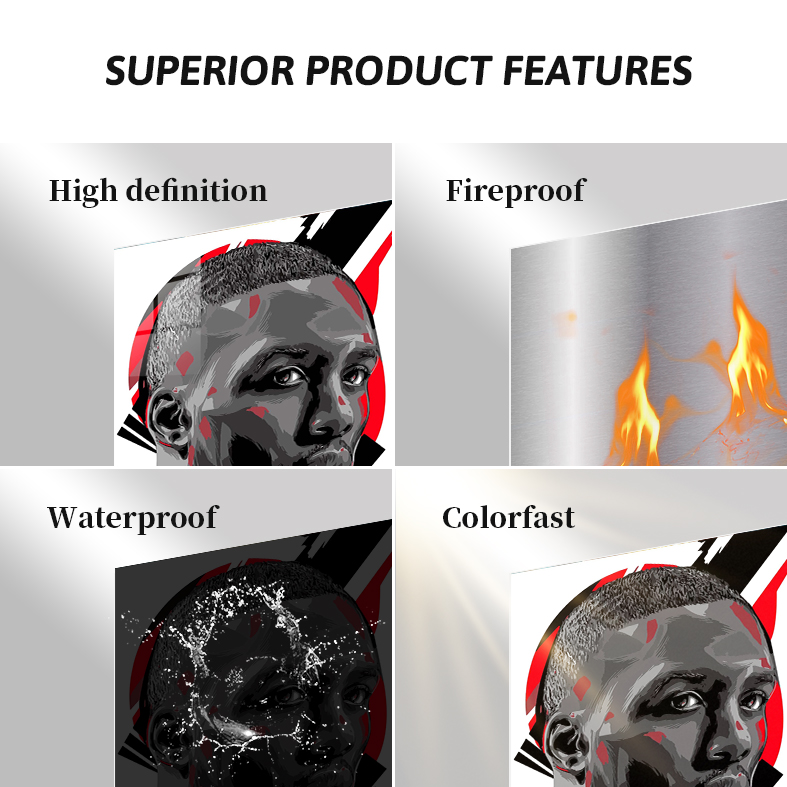 SUPERIOR PRODUCT FEATURES
High definition
Fireproof
Waterproof
Colorfast